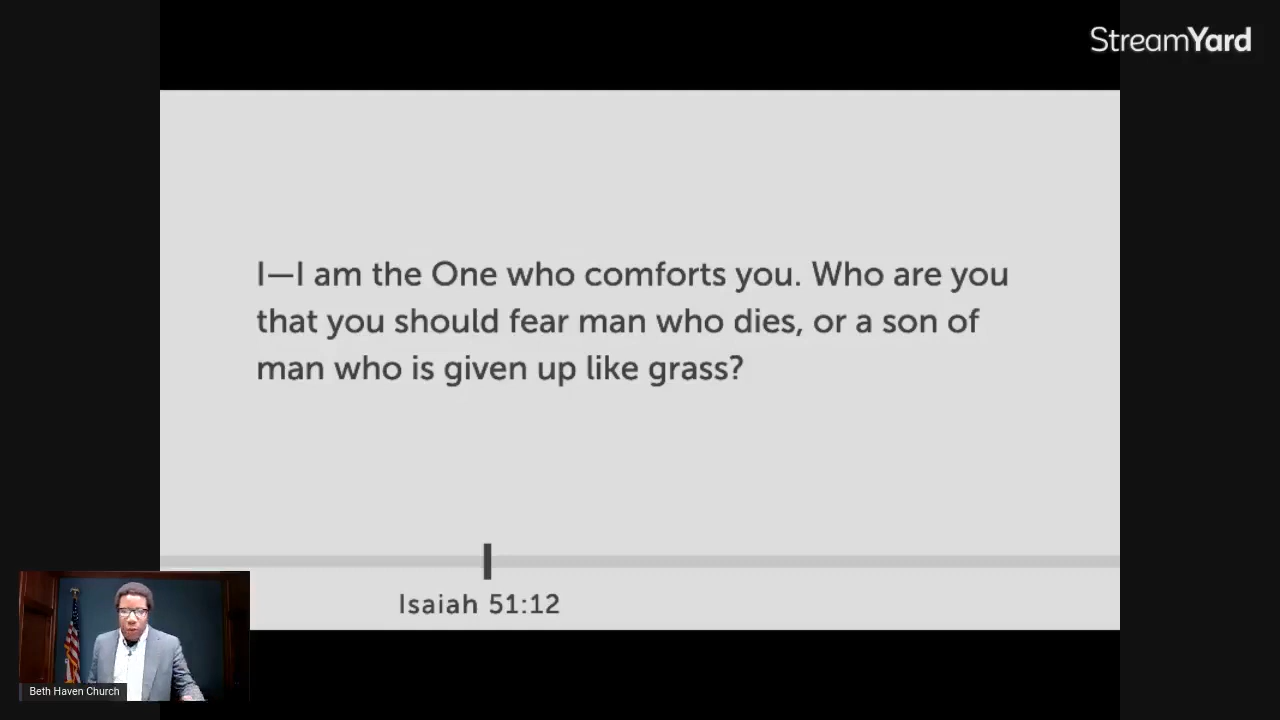 StreamYard
I—I am the One who comforts you. Who are you
that you should fear man who dies, or a son of
man who is given up like grass?
Isaiah 51:12
Beth Haven Church